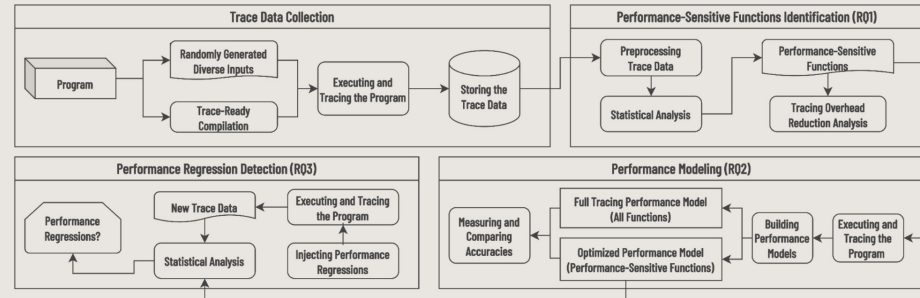 Trace Data Collection
Program
Randomly Generated
Diverse Inputs
Trace-Ready
Compilation
Executing and
Tracing the Program
Storing the
Trace Data
Performance-Sensitive Functions Identification (RQ1)
Preprocessing
Trace Data
Statistical Analysis
Performance-Sensitive
Functions
Tracing Overhead
Reduction Analysis
Performance Regression Detection (RQ3)
Performance
Regressions?
New Trace Data
Statistical Analysis
Executing and Tracing
the Program
Injecting Performance
Regressions
Performance Modeling (RQ2)
Measuring and
Comparing
Accuracies
Full Tracing Performance Model
(All Functions)
Optimized Performance Model
(Performance-Sensitive Functions)
Building
Performance
Models
Executing and
Tracing the
Program